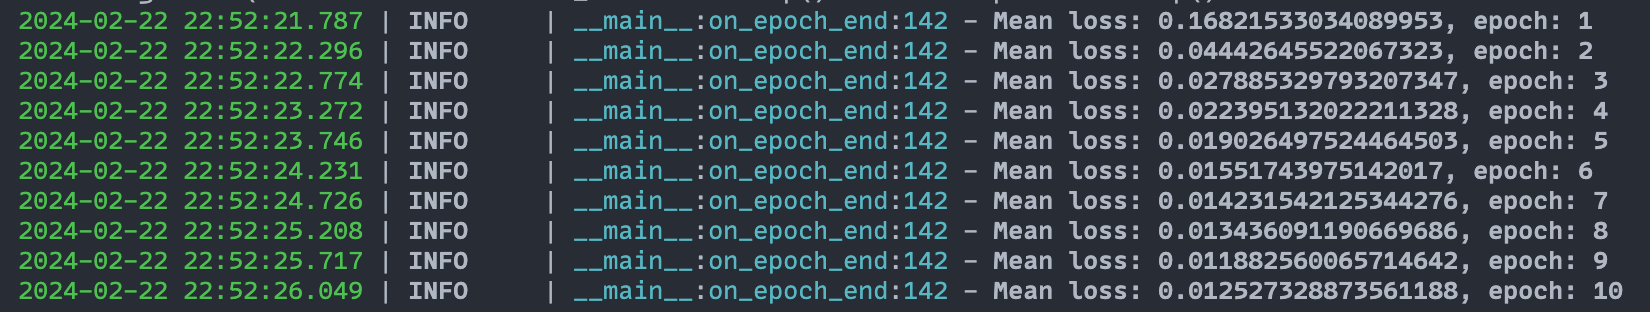 2024-02-22 22:52:21.787 | INFO     | __main__:on_epoch_end:142 - Mean loss: 0.16821533034089953, epoch: 1
2024-02-22 22:52:22.296 | INFO     | __main__:on_epoch_end:142 - Mean loss: 0.04442645522067323, epoch: 2
2024-02-22 22:52:22.774 | INFO     | __main__:on_epoch_end:142 - Mean loss: 0.027885329793207347, epoch: 3
2024-02-22 22:52:23.272 | INFO     | __main__:on_epoch_end:142 - Mean loss: 0.022395132022211328, epoch: 4
2024-02-22 22:52:23.746 | INFO     | __main__:on_epoch_end:142 - Mean loss: 0.019026497524464503, epoch: 5
2024-02-22 22:52:24.231 | INFO     | __main__:on_epoch_end:142 - Mean loss: 0.01551743975142017, epoch: 6
2024-02-22 22:52:24.726 | INFO     | __main__:on_epoch_end:142 - Mean loss: 0.014231542125344276, epoch: 7
2024-02-22 22:52:25.208 | INFO     | __main__:on_epoch_end:142 - Mean loss: 0.013436091190669686, epoch: 8
2024-02-22 22:52:25.717 | INFO     | __main__:on_epoch_end:142 - Mean loss: 0.011882560065714642, epoch: 9
2024-02-22 22:52:26.049 | INFO     | __main__:on_epoch_end:142 - Mean loss: 0.012527328873561188, epoch: 10